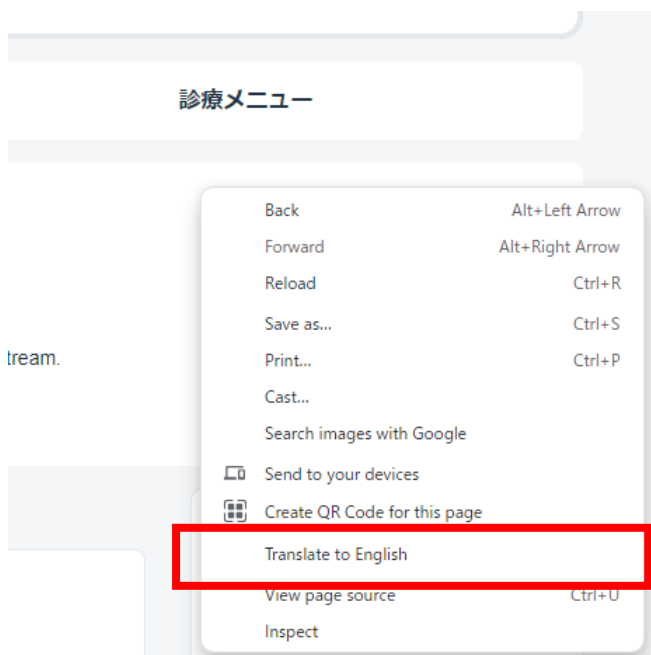 診療メニュー
Back Alt+Left Arrow
Forward Alt+Right Arrow
Reload Ctrl+R
Save as... Ctrl+S
tream.
Print... Ctrl+P
Cast...
Search images with Google
Send to your devices
Create QR Code for this page
Translate to English
View page source Ctrl+U
Inspect